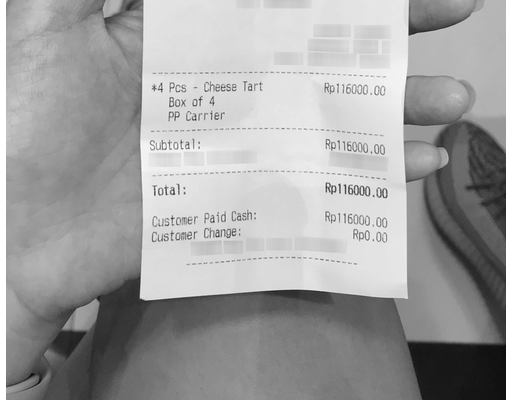 *4 Pcs - Cheese Tart Rp116000.00
Box of 4
PP Carrier
Subtotal: Rp116000.00
Total: Rp116000.00
Customer Paid Cash: Rp116000.00
Customer Change: Rp0.00